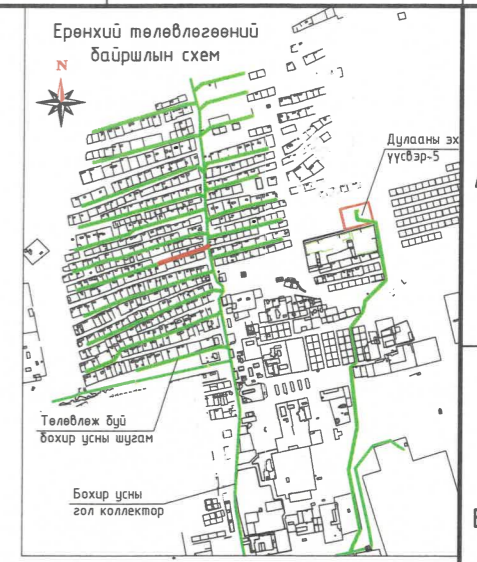 Ерөнхий төлөвлөгөөний
байршлын схем
N
Дулааны эх
үүсвэр-5
Төлөвлөж буй
бохир усны шугам
Бохир усны
гол коллектор